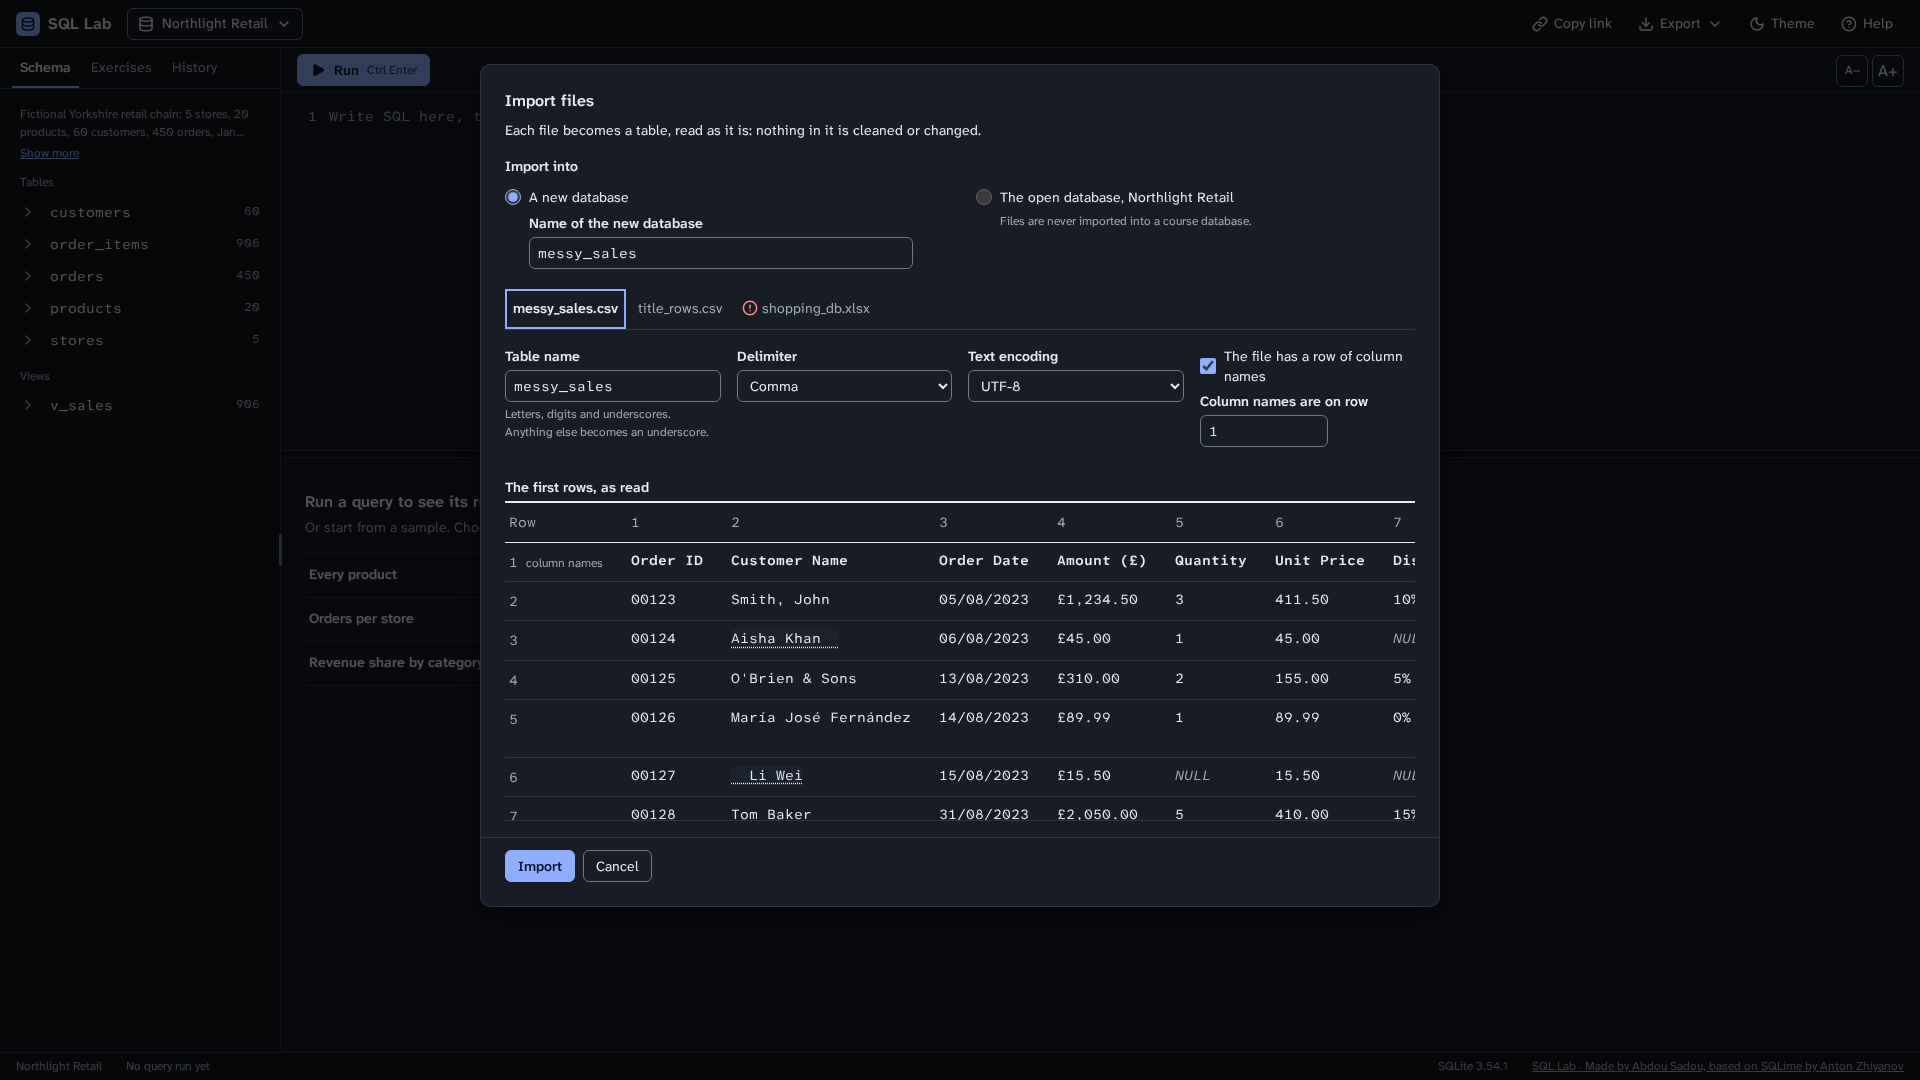 SQL Lab
Northlight Retail
Copy link
Export
Theme
Help
Schema
Exercises
History
Run Ctrl Enter
A-
A+
Fictional Yorkshire retail chain: 5 stores, 20
products, 60 customers, 450 orders, Jan...
Show more
Tables
customers 60
order_items 906
orders 450
products 20
stores 5
Views
v_sales 906
1 Write SQL here, t
Run a query to see its r
Or start from a sample. Cho
Every product
Orders per store
Revenue share by category
Import files
Each file becomes a table, read as it is: nothing in it is cleaned or changed.
Import into
A new database
Name of the new database
messy_sales
The open database, Northlight Retail
Files are never imported into a course database.
messy_sales.csv
title_rows.csv
shopping_db.xlsx
Table name
messy_sales
Letters, digits and underscores.
Anything else becomes an underscore.
Delimiter
Comma
Text encoding
UTF-8
The file has a row of column
names
Column names are on row
1
The first rows, as read
Row 1 2 3 4 5 6 7
1 column names Order ID Customer Name Order Date Amount (£) Quantity Unit Price Dis
2 00123 Smith, John 05/08/2023 £1,234.50 3 411.50 10%
3 00124 Aisha Khan 06/08/2023 £45.00 1 45.00 NUL
4 00125 O'Brien & Sons 13/08/2023 £310.00 2 155.00 5%
5 00126 María José Fernández 14/08/2023 £89.99 1 89.99 0%
6 00127 Li Wei 15/08/2023 £15.50 NULL 15.50 NUL
7 00128 Tom Baker 31/08/2023 £2,050.00 5 410.00 15%
Import
Cancel
Northlight Retail
No query run yet
SQLite 3.54.1
SQL Lab · Made by Abdou Sadou, based on SQLime by Anton Zhiyanov